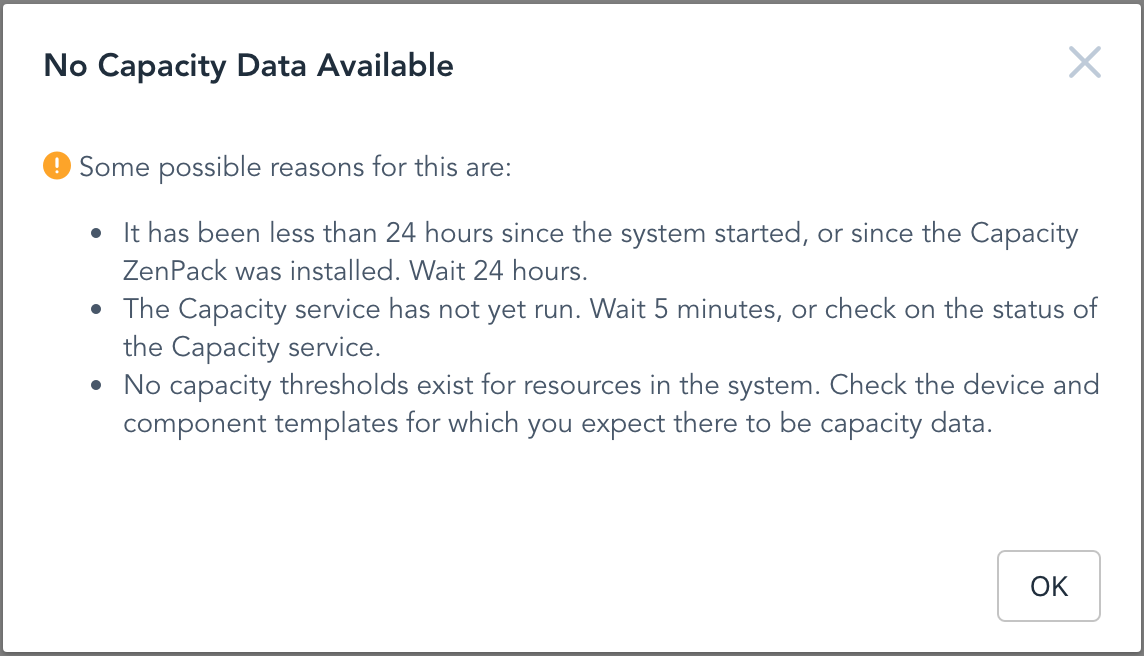 No Capacity Data Available
Some possible reasons for this are:
• It has been less than 24 hours since the system started, or since the Capacity
ZenPack was installed. Wait 24 hours.
• The Capacity service has not yet run. Wait 5 minutes, or check on the status of
the Capacity service.
• No capacity thresholds exist for resources in the system. Check the device and
component templates for which you expect there to be capacity data.
OK